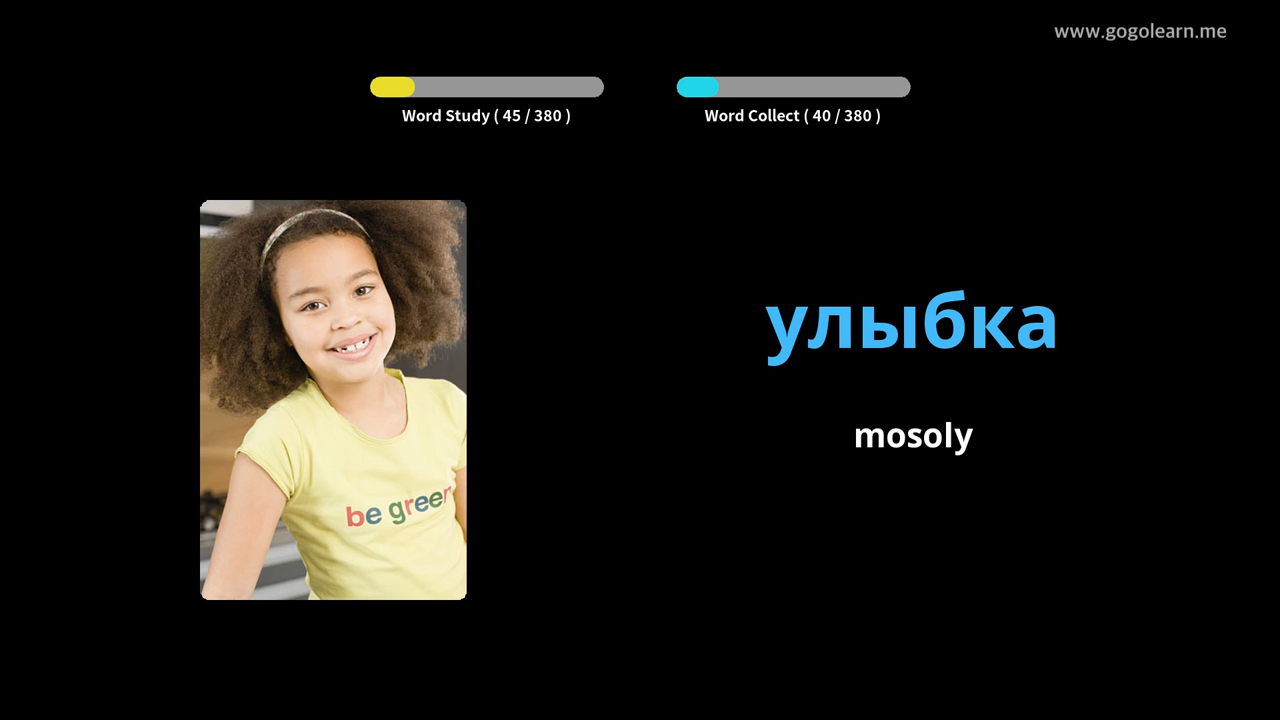 www.gogolearn.me
Word Study ( 45 / 380 )
Word Collect ( 40 / 380 )
улыбка
mosoly
be green